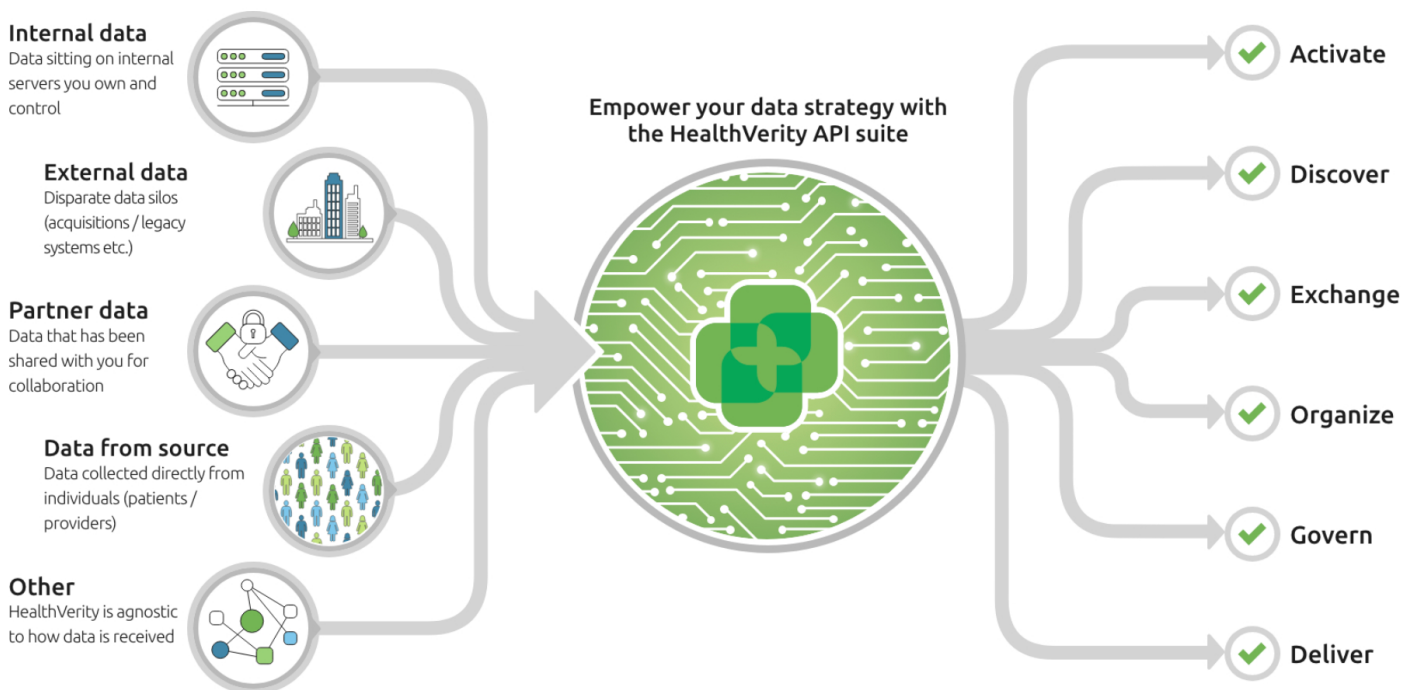 Internal data
Data sitting on internal
servers you own and
control
External data
Disparate data silos
(acquisitions / legacy
systems etc.)
Partner data
Data that has been
shared with you for
collaboration
Data from source
Data collected directly from
individuals (patients /
providers)
Other
HealthVerity is agnostic
to how data is received
Empower your data strategy with
the HealthVerity API suite
Activate
Discover
Exchange
Organize
Govern
Deliver